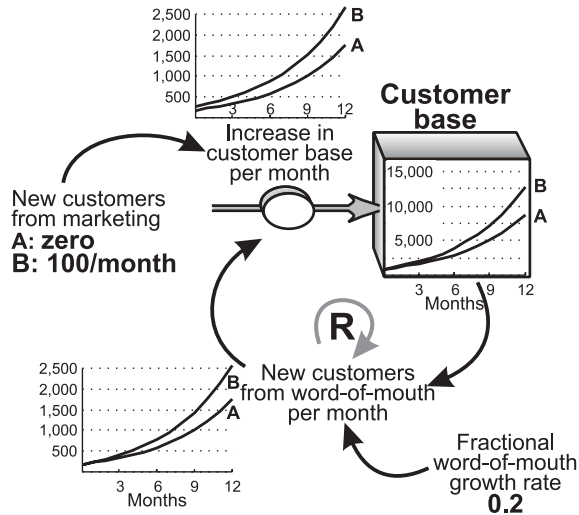 2,500
2,000
1,500
1,000
500
3
6
9
12
B
A
Increase in
customer base
per month
Customer
base
15,000
10,000
5,000
B
A
3
6
9
12
Months
New customers
from marketing
A: zero
B: 100/month
R
2,500
2,000
1,500
1,000
500
B
A
3
6
9
12
Months
New customers
from word-of-mouth
per month
Fractional
word-of-mouth
growth rate
0.2